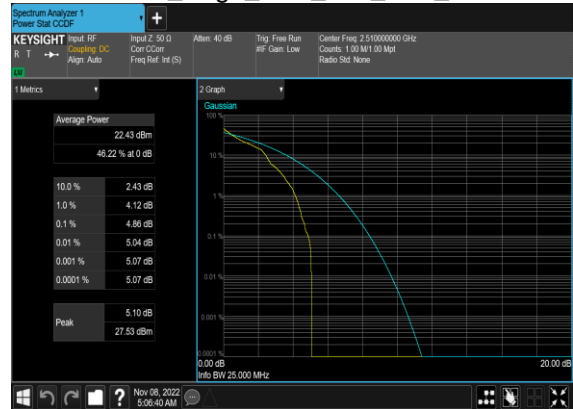 Spectrum Analyzer 1
Power Stat CCDF
+
KEYSIGHT
R T
LW
Input: RF
Coupling: DC
Align: Auto
Input Z: 50 Ω
Corr CCorr
Freq Ref: Int (S)
Atten: 40 dB
Trig: Free Run
#IF Gain: Low
Center Freq: 2.510000000 GHz
Counts: 1.00 M/1.00 Mpt
Radio Std: None
1 Metrics
Average Power
22.43 dBm
46.22 % at 0 dB
10.0 % 2.43 dB
1.0 % 4.12 dB
0.1 % 4.86 dB
0.01 % 5.04 dB
0.001 % 5.07 dB
0.0001 % 5.07 dB
Peak
5.10 dB
27.53 dBm
2 Graph
Gaussian
100 %
10 %
1 %
0.1 %
0.01 %
0.001 %
0.0001 %
0.00 dB 20.00 dB
Info BW 25.000 MHz
?
Nov 08, 2022
5:06:40 AM